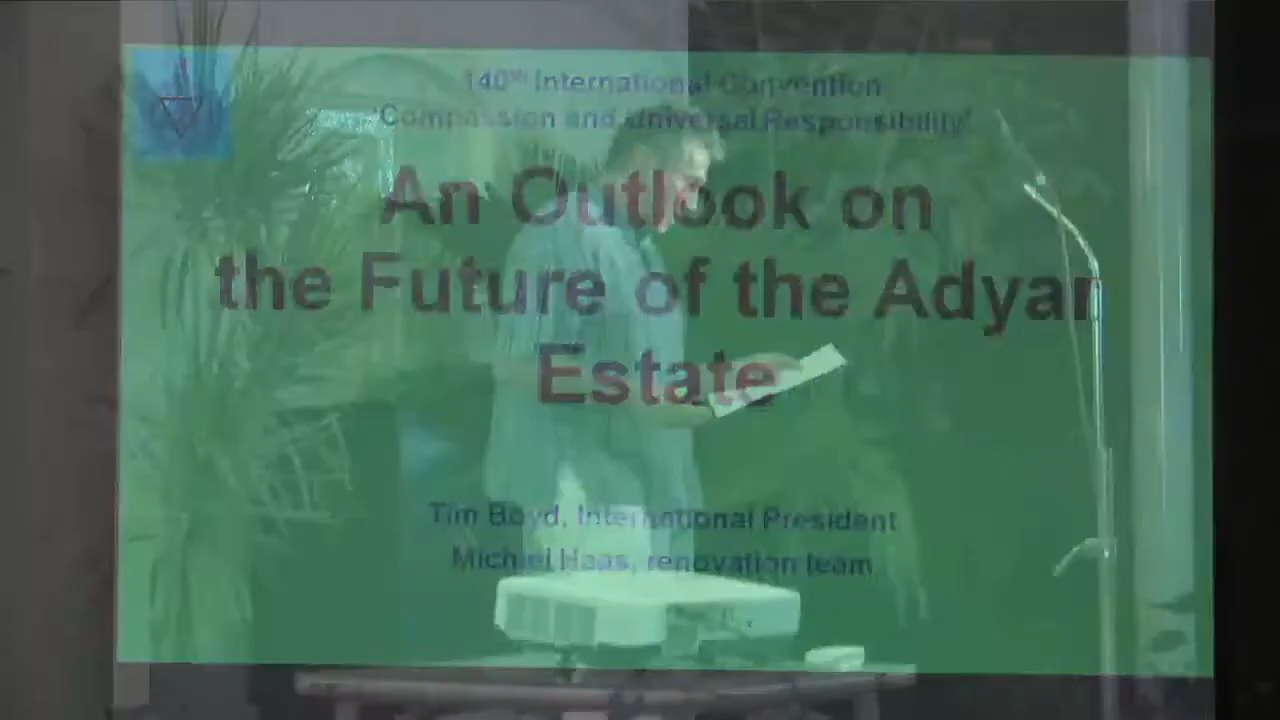 140th International Convention
'Compassion and Universal Responsibility'
An Outlook on
the Future of the Adyar
Estate
Tim Boyd, International President
Michiel Haas, renovation team